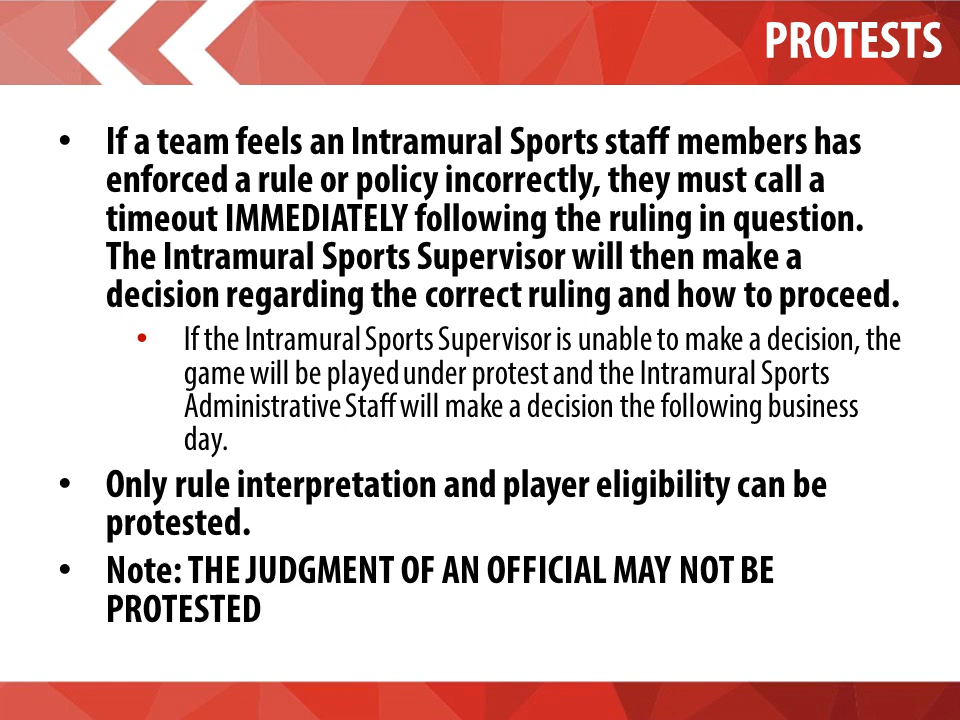 PROTESTS
• If a team feels an Intramural Sports staff members has
enforced a rule or policy incorrectly, they must call a
timeout IMMEDIATELY following the ruling in question.
The Intramural Sports Supervisor will then make a
decision regarding the correct ruling and how to proceed.
• If the Intramural Sports Supervisor is unable to make a decision, the
game will be played under protest and the Intramural Sports
Administrative Staff will make a decision the following business
day.
• Only rule interpretation and player eligibility can be
protested.
• Note: THE JUDGMENT OF AN OFFICIAL MAY NOT BE
PROTESTED